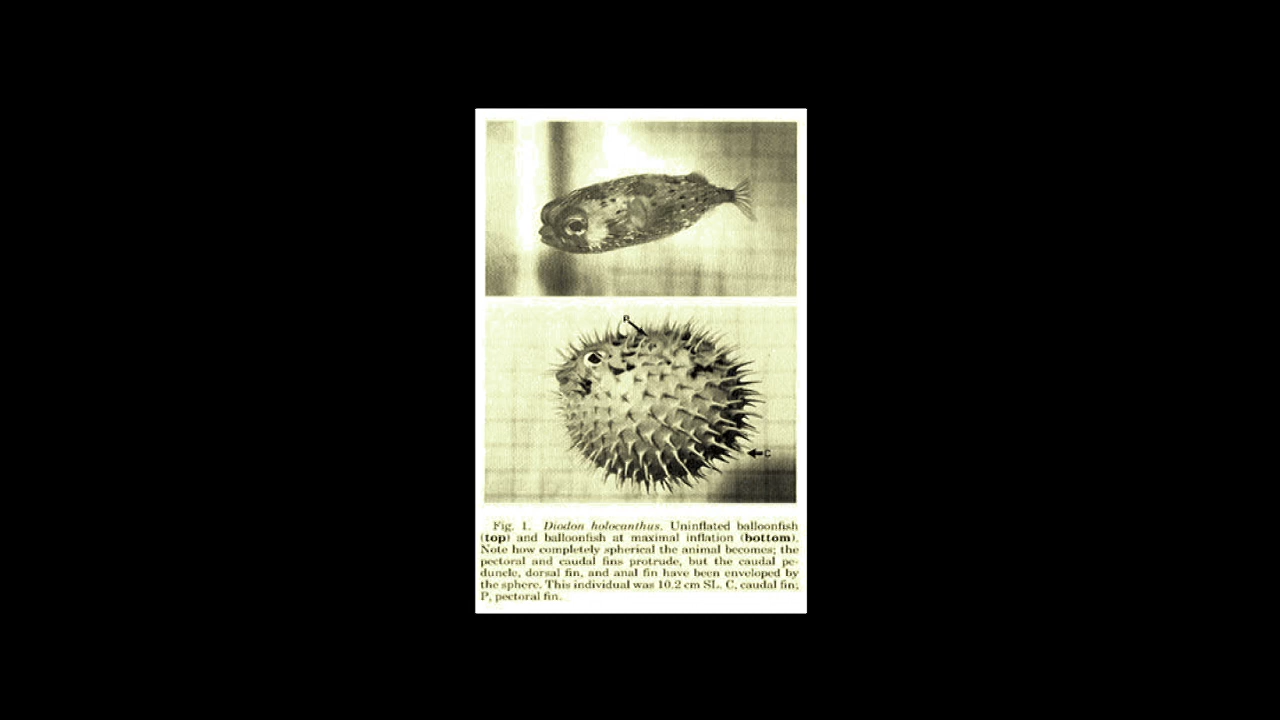 P
C
Fig. 1. Diodon holocanthus. Uninflated balloonfish
(top) and balloonfish at maximal inflation (bottom).
Note how completely spherical the animal becomes; the
pectoral and caudal fins protrude, but the caudal pe-
duncle, dorsal fin, and anal fin have been enveloped by
the sphere. This individual was 10.2 cm SL. C, caudal fin;
P, pectoral fin.